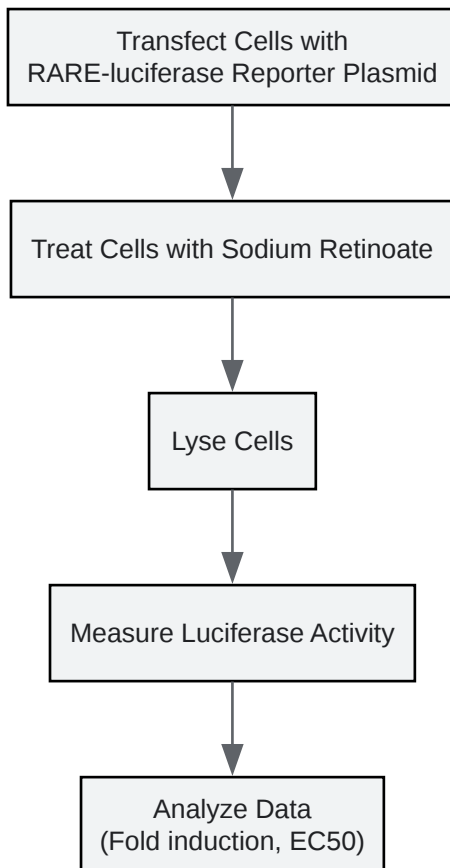 Transfect Cells with
RARE-luciferase Reporter Plasmid
Treat Cells with Sodium Retinoate
Lyse Cells
Measure Luciferase Activity
Analyze Data
(Fold induction, EC50)